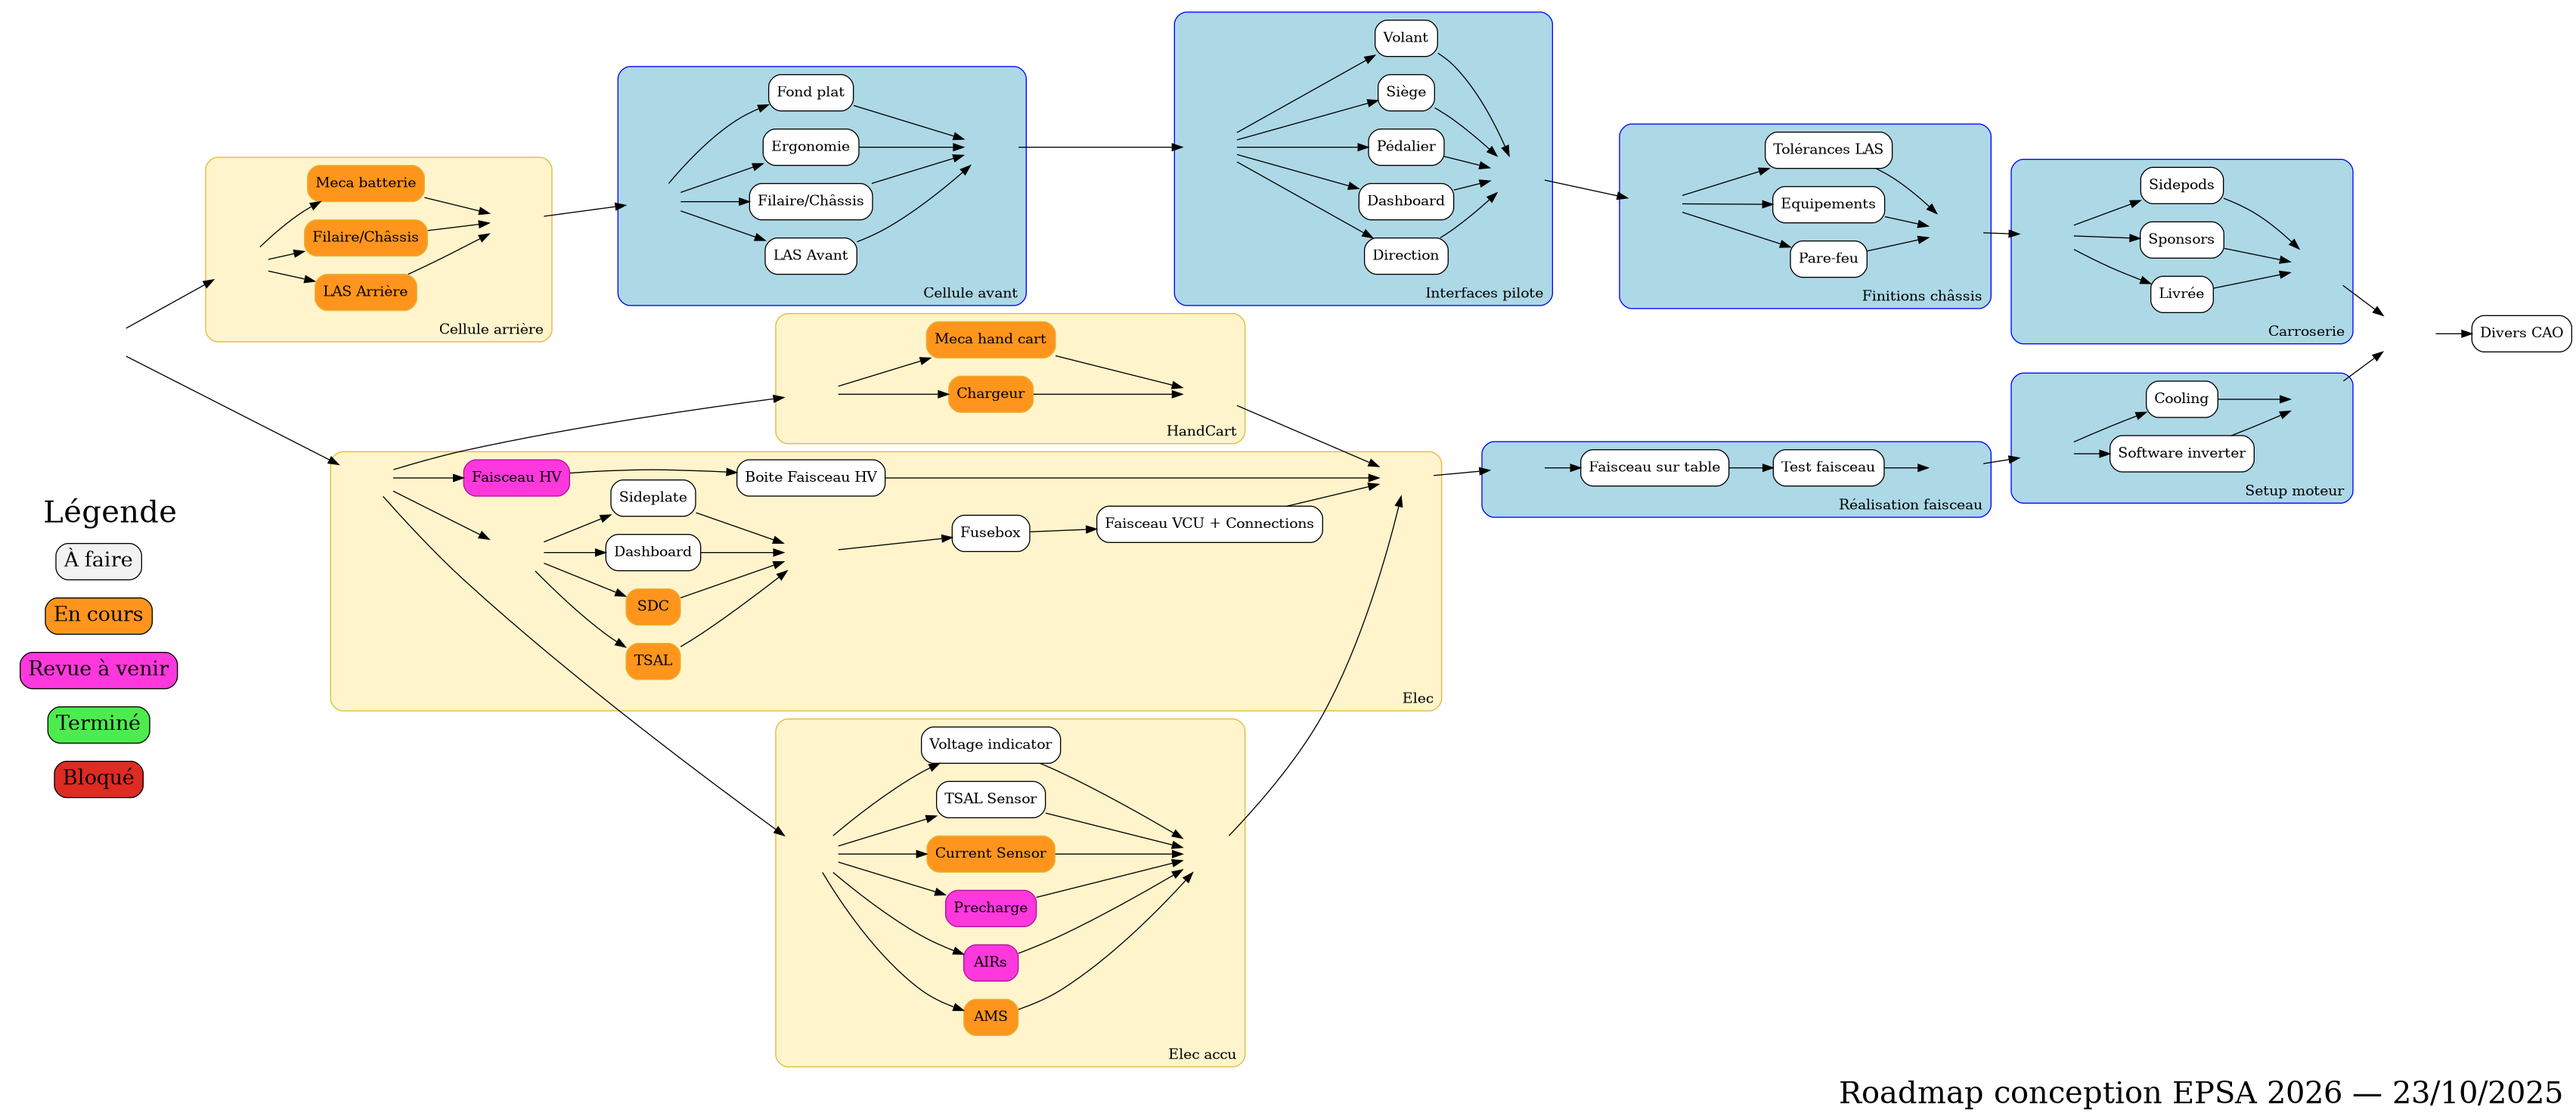 Volant
Siège
Pédalier
Dashboard
Direction
Interfaces pilote
Fond plat
Ergonomie
Filaire/Châssis
LAS Avant
Cellule avant
Meca batterie
Filaire/Châssis
LAS Arrière
Cellule arrière
Tolérances LAS
Equipements
Pare-feu
Finitions châssis
Sidepods
Sponsors
Livrée
Carroserie
Divers CAO
Meca hand cart
Chargeur
HandCart
Cooling
Software inverter
Setup moteur
Faisceau HV
Boite Faisceau HV
Sideplate
Dashboard
SDC
TSAL
Fusebox
Faisceau VCU + Connections
Elec
Faisceau sur table
Test faisceau
Réalisation faisceau
Légende
À faire
En cours
Revue à venir
Terminé
Bloqué
Voltage indicator
TSAL Sensor
Current Sensor
Precharge
AIRs
AMS
Elec accu
Roadmap conception EPSA 2026 — 23/10/2025